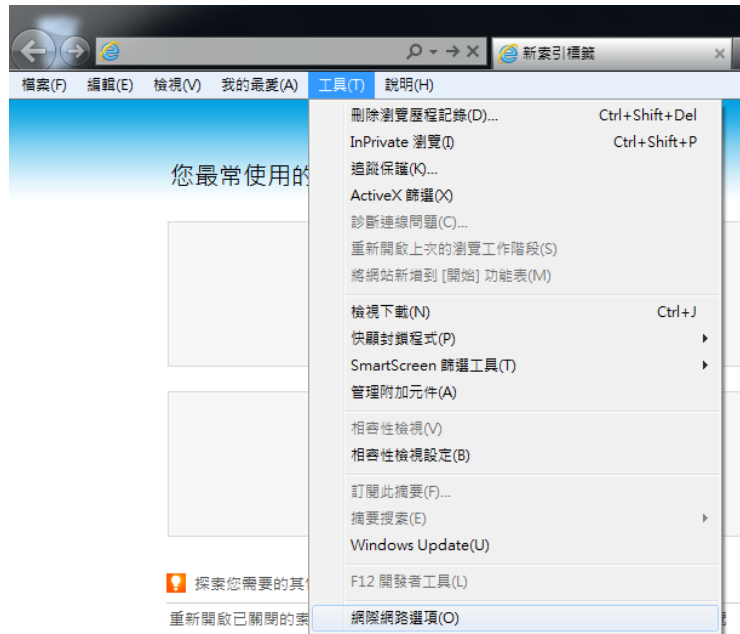 新索引標籤
檔案(F) 編輯(E) 檢視(V) 我的最愛(A) 工具(T) 說明(H)
刪除瀏覽歷程記錄(D)... Ctrl+Shift+Del
InPrivate 瀏覽(I) Ctrl+Shift+P
您最常使用的
追蹤保護(K)...
ActiveX 篩選(X)
診斷連線問題(C)...
重新開啟上次的瀏覽工作階段(S)
將網站新增到 [開始] 功能表(M)
檢視下載(N) Ctrl+J
快顯封鎖程式(P)
SmartScreen 篩選工具(T)
管理附加元件(A)
相容性檢視(V)
相容性檢視設定(B)
訂閱此摘要(F)...
摘要搜索(E)
Windows Update(U)
探索您需要的其
F12 開發者工具(L)
重新開啟已關閉的索
網際網路選項(O)